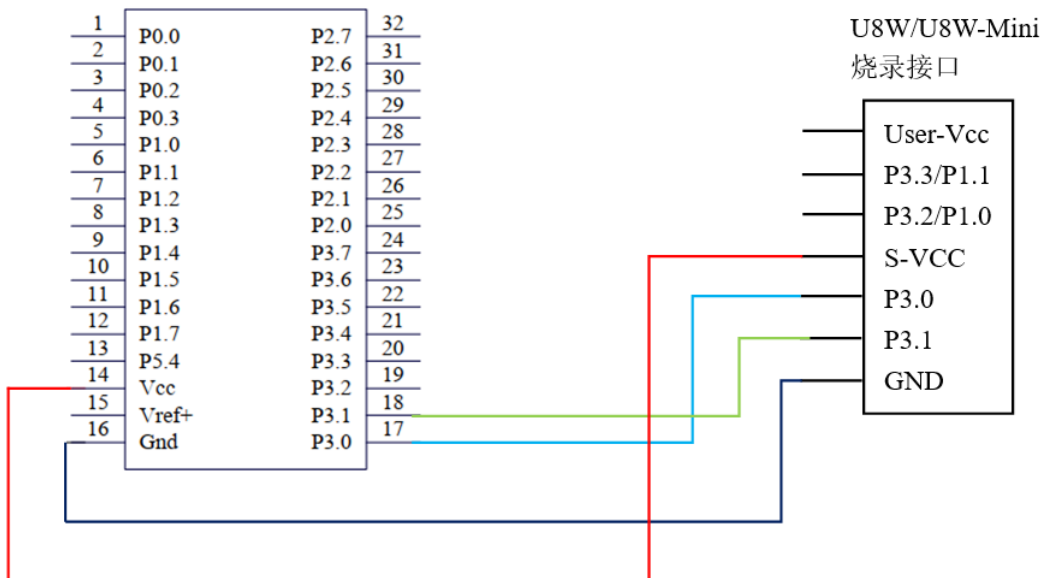 1 P0.0 P2.7 32
2 P0.1 P2.6 31
3 P0.2 P2.5 30
4 P0.3 P2.4 29
5 P1.0 P2.3 28
6 P1.1 P2.2 27
7 P1.2 P2.1 26
8 P1.3 P2.0 25
9 P1.4 P3.7 24
10 P1.5 P3.6 23
11 P1.6 P3.5 22
12 P1.7 P3.4 21
13 P5.4 P3.3 20
14 Vcc P3.2 19
15 Vref+ P3.1 18
16 Gnd P3.0 17
U8W/U8W-Mini
烧录接口
User-Vcc
P3.3/P1.1
P3.2/P1.0
S-VCC
P3.0
P3.1
GND